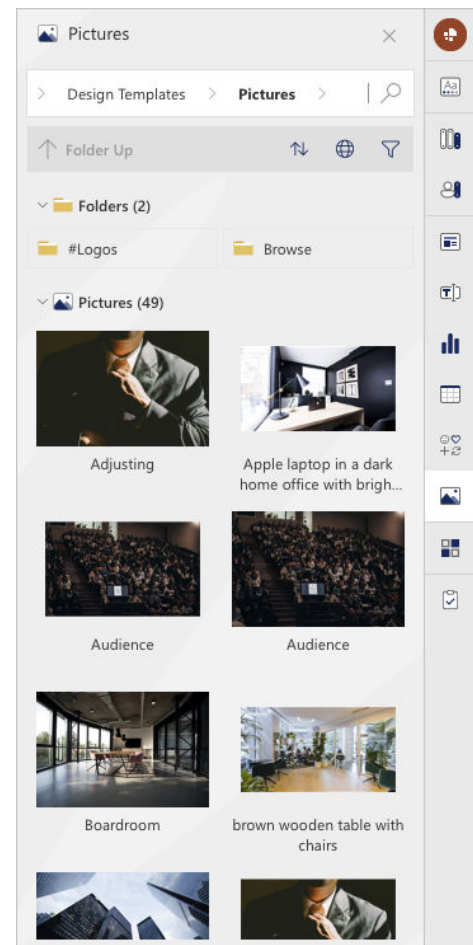 Pictures
Design Templates Pictures
Folder Up
Folders (2)
#Logos Browse
Pictures (49)
Adjusting
Apple laptop in a dark
home office with brigh...
Audience Audience
Boardroom
brown wooden table with
chairs
Aa
T